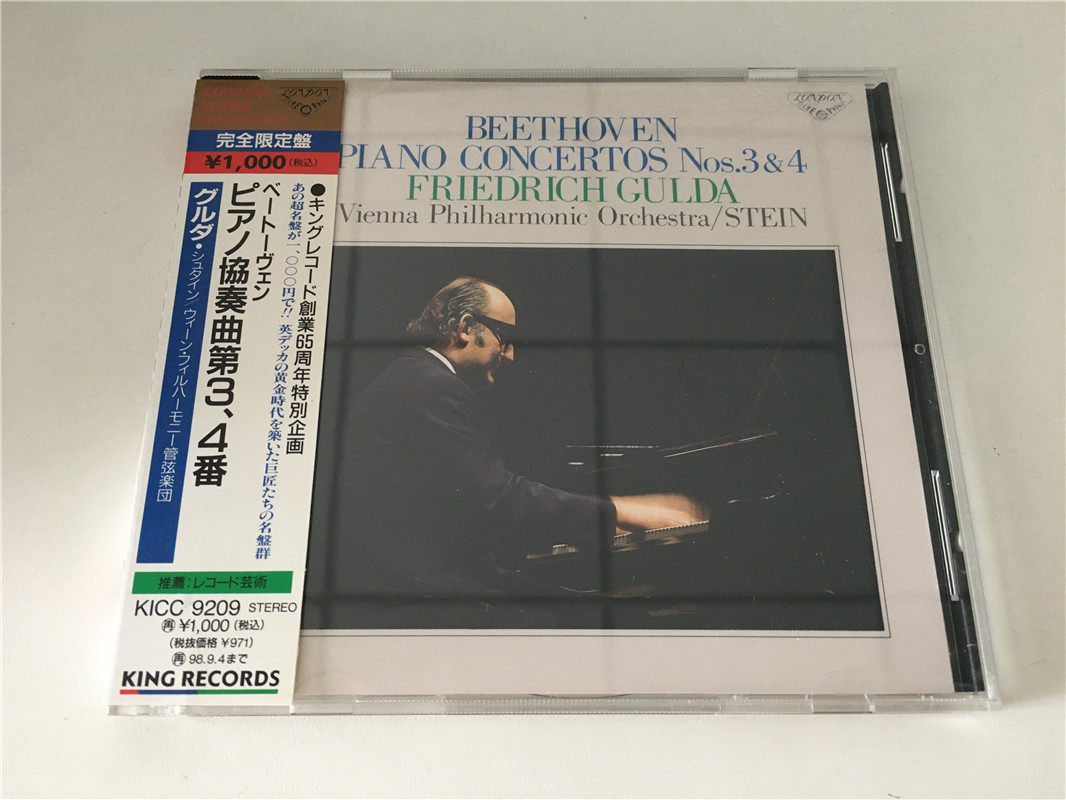 完全限定盤
¥1,000(税込)
●キングレコード創業65周年特別企画
あの超名盤が一、〇〇〇円で!! 英デッカの黄金時代を築いた巨匠たちの名盤群
ベートーヴェン
ピアノ協奏曲第3、4番
グルダ・シュタイン/ウィーン・フィルハーモニー管弦楽団
推薦:レコード芸術
KICC 9209 STEREO
再¥1,000(税込)
(税抜価格 ¥971)
再98.9.4まで
KING RECORDS
LONDON
BEETHOVEN
PIANO CONCERTOS Nos.3 & 4
FRIEDRICH GULDA
Vienna Philharmonic Orchestra/STEIN
LONDON